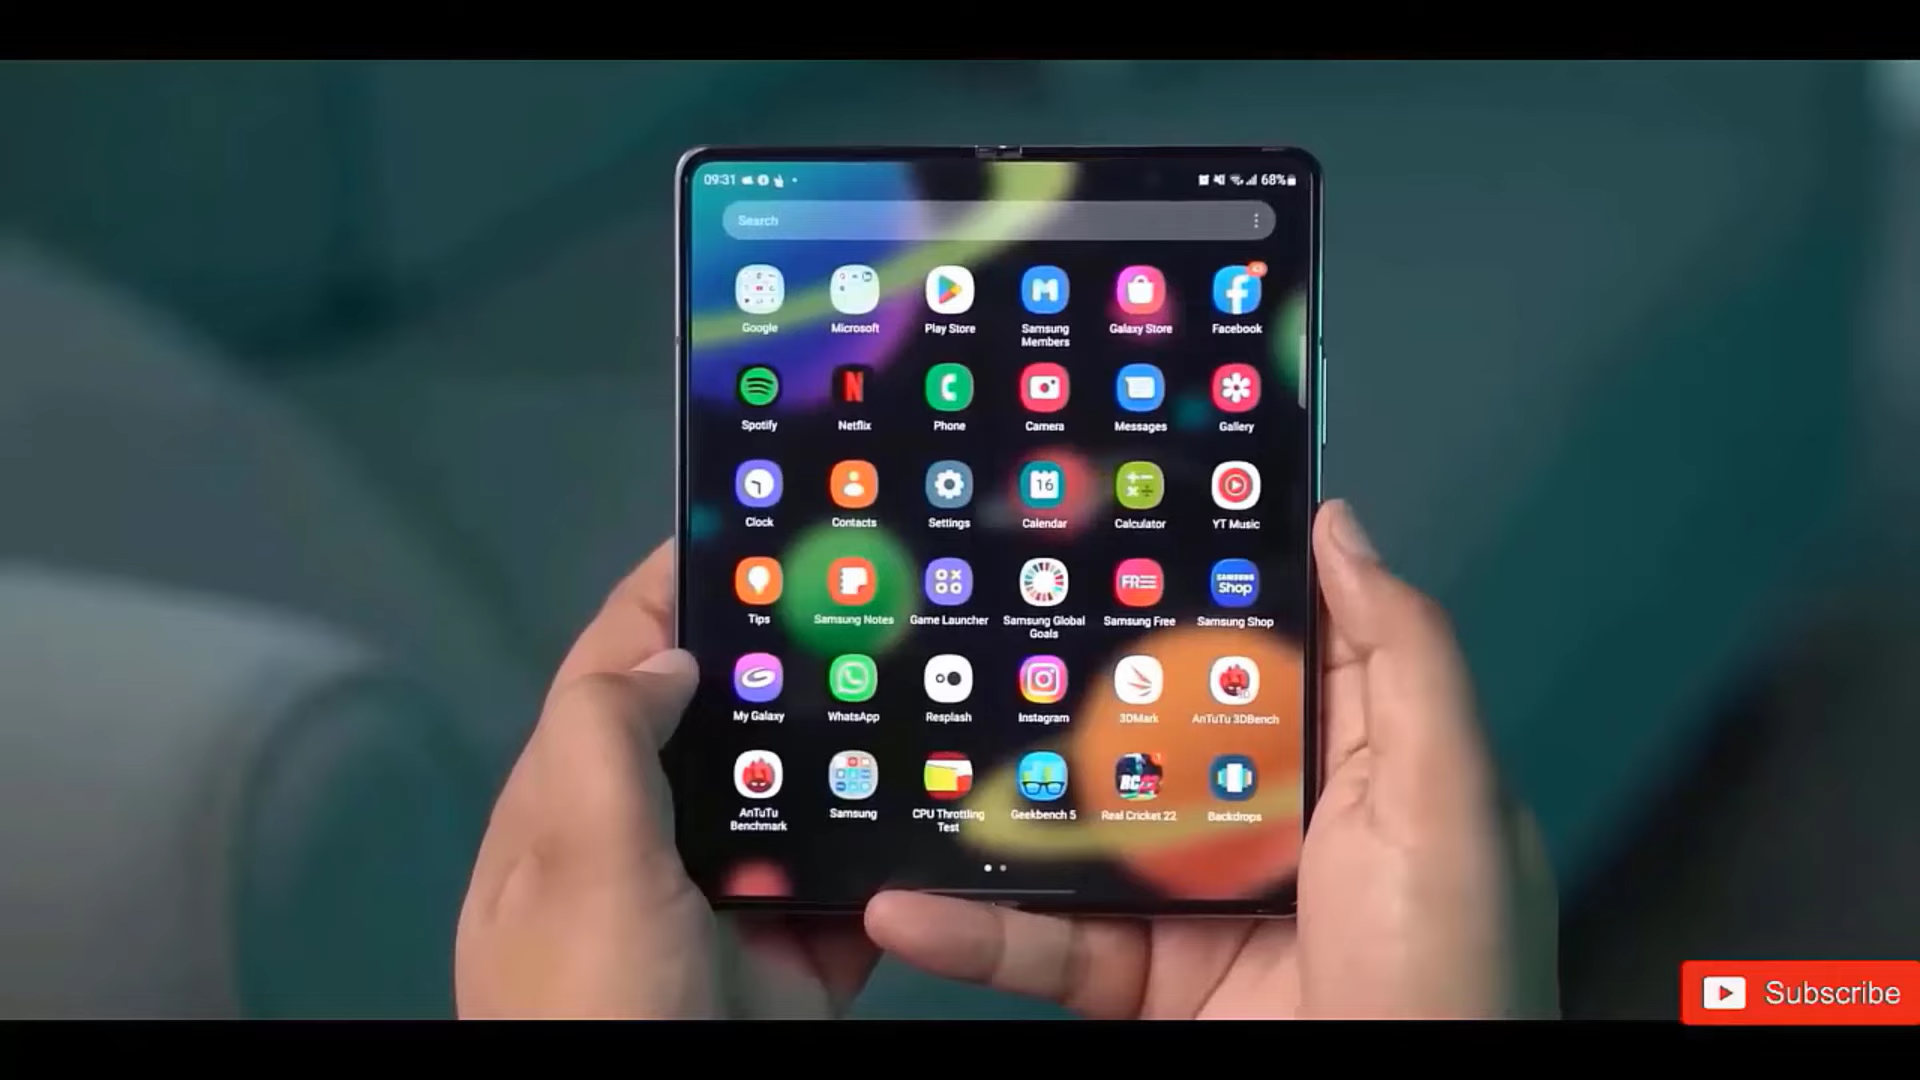 09:31
68%
Search
Google
Microsoft
Play Store
Samsung
Members
Galaxy Store
Facebook
Spotify
Netflix
Phone
Camera
Messages
Gallery
16
Clock
Contacts
Settings
Calendar
Calculator
YT Music
FREE
SAMSUNG
Shop
Tips
Samsung Notes
Game Launcher
Samsung Global
Goals
Samsung Free
Samsung Shop
My Galaxy
WhatsApp
Resplash
Instagram
3DMark
AnTuTu 3DBench
RC22
AnTuTu
Benchmark
Samsung
CPU Throttling
Test
Geekbench 5
Real Cricket 22
Backdrops
Subscribe